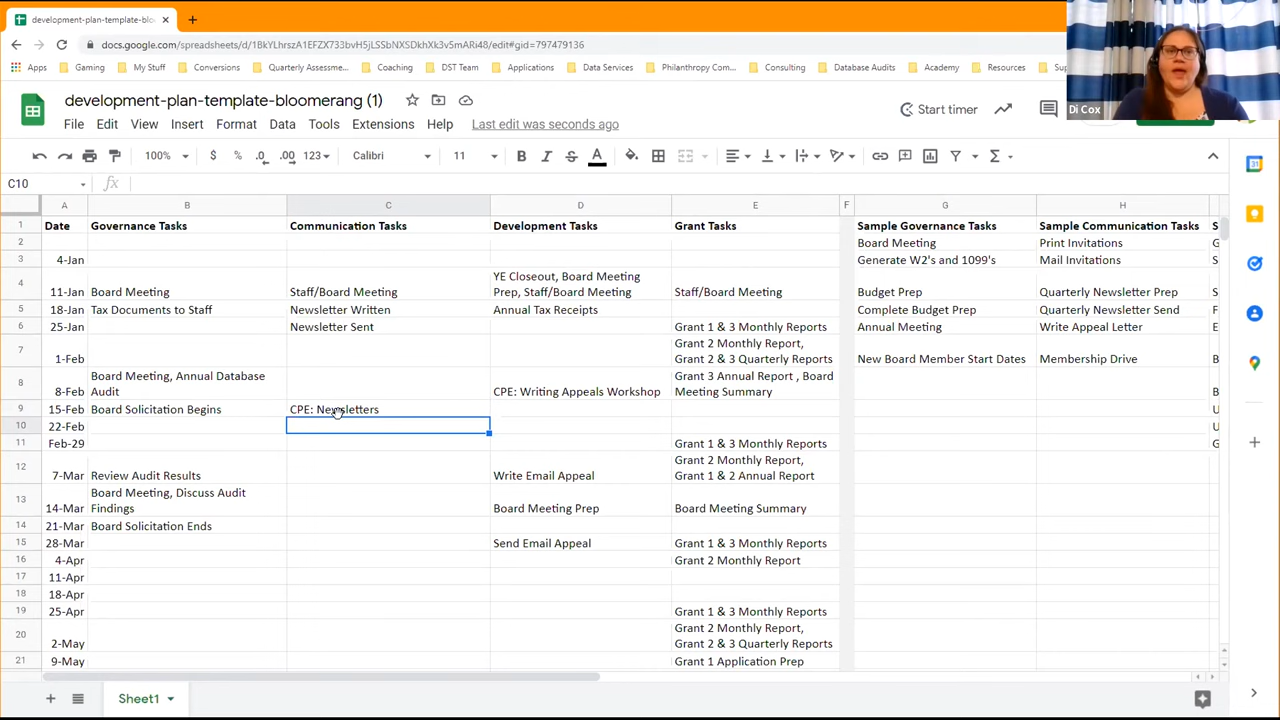 development-plan-template-bloo
docs.google.com/spreadsheets/d/1BkYLhrszA1EFZX733bvH5jLSSbNXSDkhXk3v5mARi48/edit#gid=797479136
Apps Gaming My Stuff Conversions Quarterly Assessme... Coaching DST Team Applications Data Services Philanthropy Com... Consulting Database Audits Academy Resources
Di Cox
development-plan-template-bloomerang (1)
Start timer
File Edit View Insert Format Data Tools Extensions Help Last edit was seconds ago
100% $ % .0 .00 123 Calibri 11 B I S A
C10 fx
A B C D E F G H
1 Date Governance Tasks Communication Tasks Development Tasks Grant Tasks Sample Governance Tasks Sample Communication Tasks S
2 Board Meeting Print Invitations G
3 4-Jan Generate W2's and 1099's Mail Invitations S
YE Closeout, Board Meeting
4 11-Jan Board Meeting Staff/Board Meeting Prep, Staff/Board Meeting Staff/Board Meeting Budget Prep Quarterly Newsletter Prep S
5 18-Jan Tax Documents to Staff Newsletter Written Annual Tax Receipts Complete Budget Prep Quarterly Newsletter Send F
6 25-Jan Newsletter Sent Grant 1 & 3 Monthly Reports Annual Meeting Write Appeal Letter E
Grant 2 Monthly Report,
7 1-Feb Grant 2 & 3 Quarterly Reports New Board Member Start Dates Membership Drive B
Board Meeting, Annual Database Grant 3 Annual Report , Board
8 8-Feb Audit CPE: Writing Appeals Workshop Meeting Summary B
9 15-Feb Board Solicitation Begins CPE: Newsletters U
10 22-Feb U
11 Feb-29 Grant 1 & 3 Monthly Reports G
Grant 2 Monthly Report,
12 7-Mar Review Audit Results Write Email Appeal Grant 1 & 2 Annual Report
Board Meeting, Discuss Audit
13 14-Mar Findings Board Meeting Prep Board Meeting Summary
14 21-Mar Board Solicitation Ends
15 28-Mar Send Email Appeal Grant 1 & 3 Monthly Reports
16 4-Apr Grant 2 Monthly Report
17 11-Apr
18 18-Apr
19 25-Apr Grant 1 & 3 Monthly Reports
Grant 2 Monthly Report,
20 2-May Grant 2 & 3 Quarterly Reports
21 9-May Grant 1 Application Prep
Sheet1